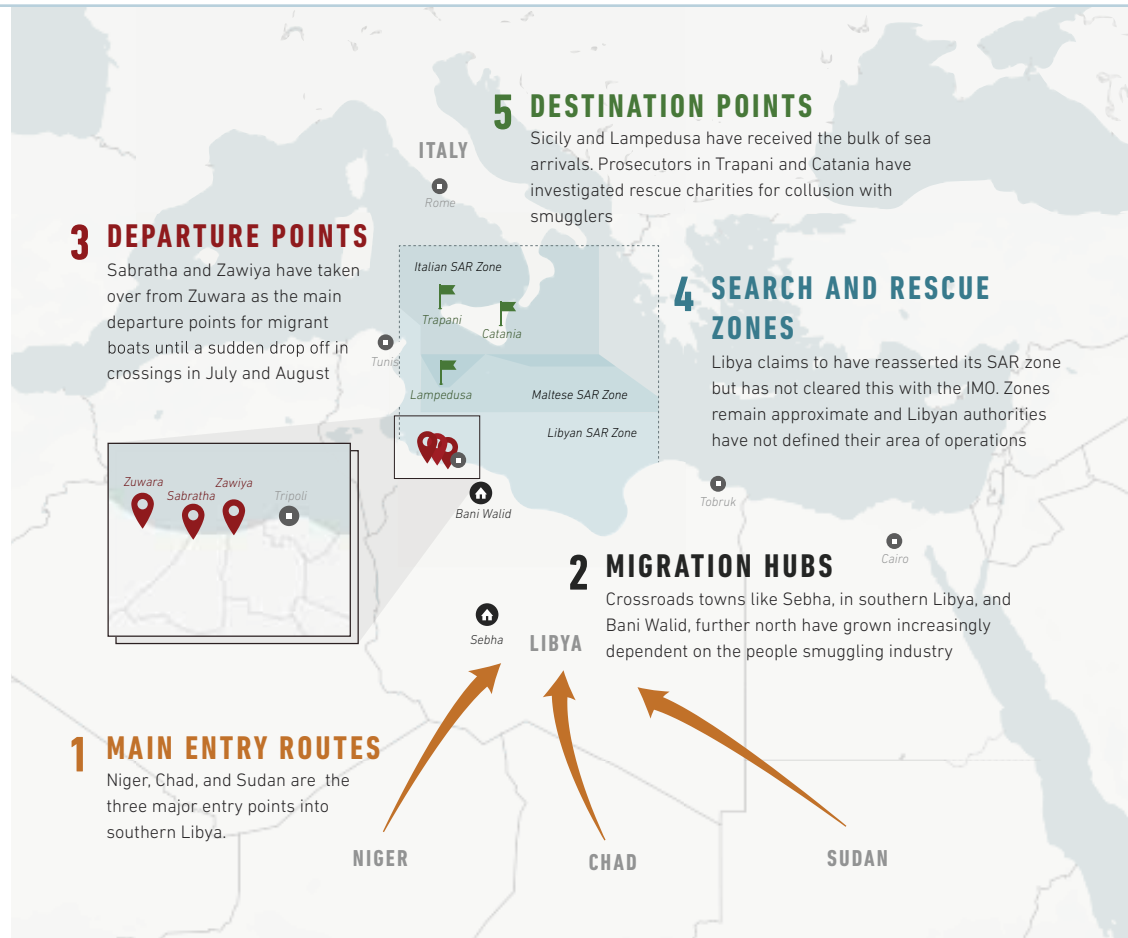 5 DESTINATION POINTS
Sicily and Lampedusa have received the bulk of sea
arrivals. Prosecutors in Trapani and Catania have
investigated rescue charities for collusion with
smugglers
ITALY
Rome
3 DEPARTURE POINTS
Sabratha and Zawiya have taken
over from Zuwara as the main
departure points for migrant
boats until a sudden drop off in
crossings in July and August
Italian SAR Zone
Trapani
Catania
Tunis
Lampedusa
Maltese SAR Zone
Libyan SAR Zone
4 SEARCH AND RESCUE
ZONES
Libya claims to have reasserted its SAR zone
but has not cleared this with the IMO. Zones
remain approximate and Libyan authorities
have not defined their area of operations
Zuwara
Sabratha
Zawiya
Tripoli
Bani Walid
Tobruk
Cairo
2 MIGRATION HUBS
Crossroads towns like Sebha, in southern Libya, and
Bani Walid, further north have grown increasingly
dependent on the people smuggling industry
Sebha
LIBYA
1 MAIN ENTRY ROUTES
Niger, Chad, and Sudan are the
three major entry points into
southern Libya.
NIGER
CHAD
SUDAN